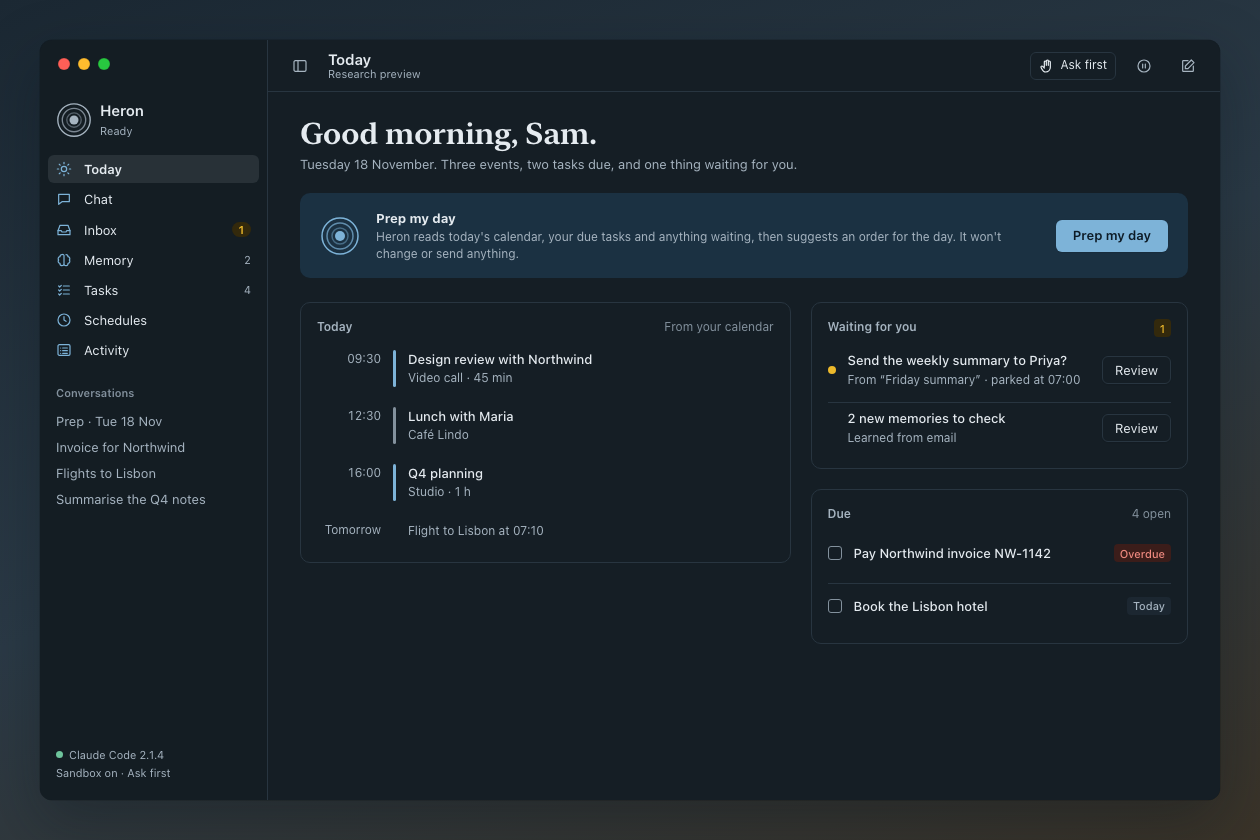 Heron
Ready
Today
Chat
Inbox 1
Memory 2
Tasks 4
Schedules
Activity
Conversations
Prep · Tue 18 Nov
Invoice for Northwind
Flights to Lisbon
Summarise the Q4 notes
Claude Code 2.1.4
Sandbox on · Ask first
Today
Research preview
Ask first
Good morning, Sam.
Tuesday 18 November. Three events, two tasks due, and one thing waiting for you.
Prep my day
Heron reads today's calendar, your due tasks and anything waiting, then suggests an order for the day. It won't
change or send anything.
Prep my day
Today From your calendar
09:30 Design review with Northwind
Video call · 45 min
12:30 Lunch with Maria
Café Lindo
16:00 Q4 planning
Studio · 1 h
Tomorrow Flight to Lisbon at 07:10
Waiting for you 1
Send the weekly summary to Priya?
From “Friday summary” · parked at 07:00
Review
2 new memories to check
Learned from email
Review
Due 4 open
Pay Northwind invoice NW-1142 Overdue
Book the Lisbon hotel Today